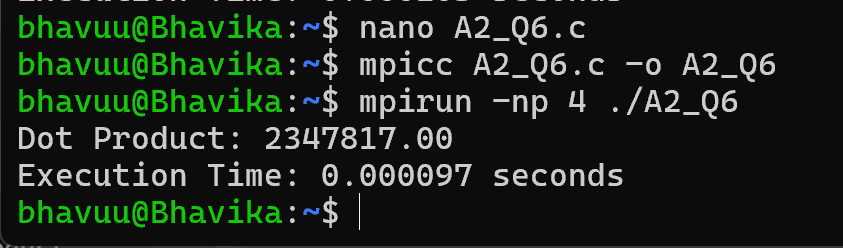 bhavuu@Bhavika:~$ nano A2_Q6.c
bhavuu@Bhavika:~$ mpicc A2_Q6.c -o A2_Q6
bhavuu@Bhavika:~$ mpirun -np 4 ./A2_Q6
Dot Product: 2347817.00
Execution Time: 0.000097 seconds
bhavuu@Bhavika:~$